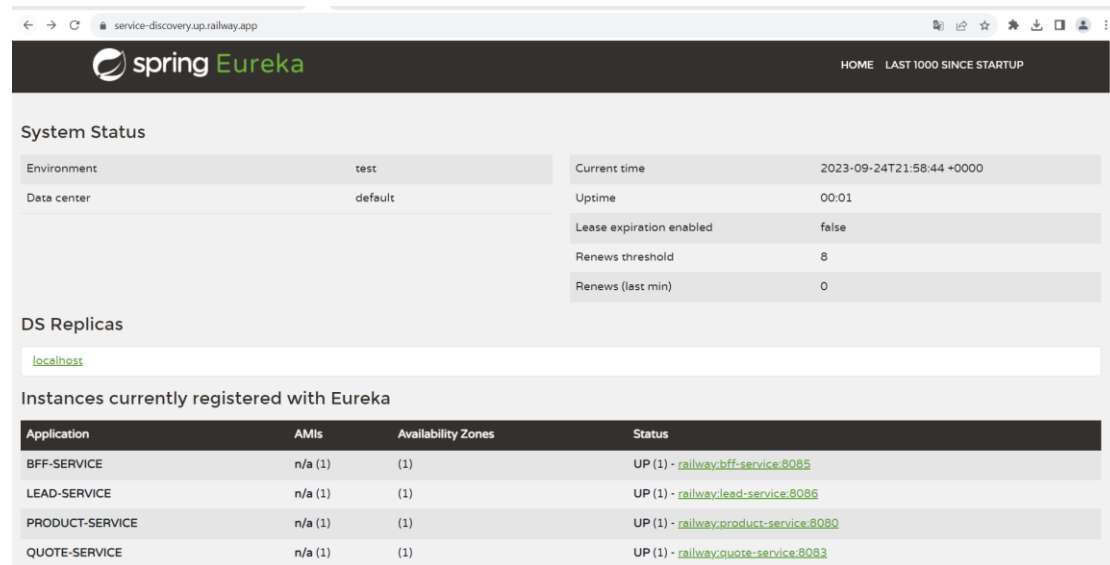 service-discovery.up.railway.app
spring Eureka
HOME LAST 1000 SINCE STARTUP
System Status
Environment test
Data center default
Current time 2023-09-24T21:58:44 +0000
Uptime 00:01
Lease expiration enabled false
Renews threshold 8
Renews (last min) 0
DS Replicas
localhost
Instances currently registered with Eureka
Application AMIs Availability Zones Status
BFF-SERVICE n/a (1) (1) UP (1) - railway:bff-service:8085
LEAD-SERVICE n/a (1) (1) UP (1) - railway:lead-service:8086
PRODUCT-SERVICE n/a (1) (1) UP (1) - railway:product-service:8080
QUOTE-SERVICE n/a (1) (1) UP (1) - railway:quote-service:8083